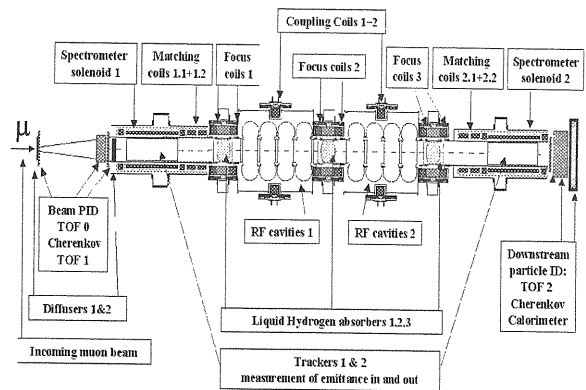 Coupling Coils 1-2
Spectrometer
solenoid 1
Matching
coils 1.1+1.2
Focus
coils 1
Focus coils 2
Focus
coils 3
Matching
coils 2.1+2.2
Spectrometer
solenoid 2
μ
Beam PID
TOF 0
Cherenkov
TOF 1
RF cavities 1
RF cavities 2
Downstream
particle ID:
TOF 2
Cherenkov
Calorimeter
Diffusers 1&2
Liquid Hydrogen absorbers 1,2,3
Incoming muon beam
Trackers 1 & 2
measurement of emittance in and out